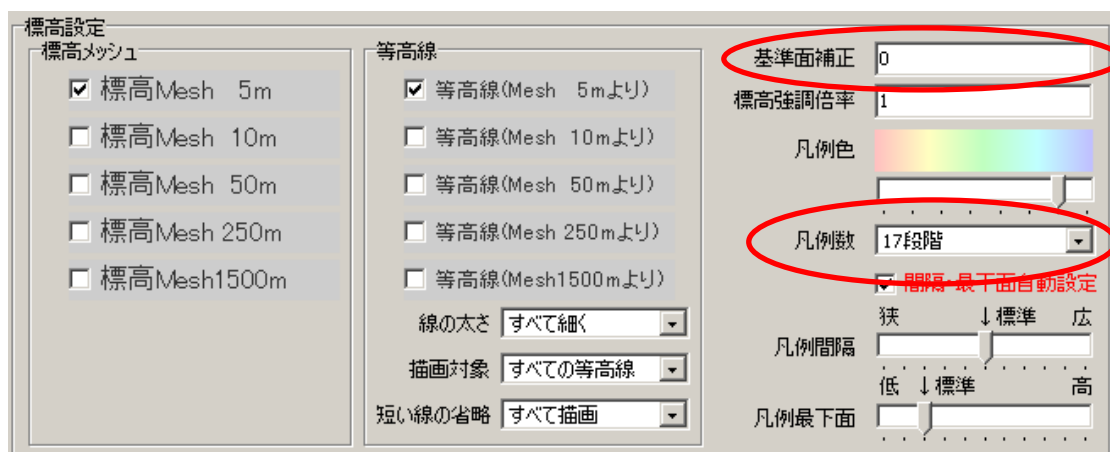 標高設定
標高メッシュ
標高Mesh 5m
標高Mesh 10m
標高Mesh 50m
標高Mesh 250m
標高Mesh1500m
等高線
等高線(Mesh 5mより)
等高線(Mesh 10mより)
等高線(Mesh 50mより)
等高線(Mesh 250mより)
等高線(Mesh1500mより)
線の太さ すべて細く
描画対象 すべての等高線
短い線の省略 すべて描画
基準面補正 0
標高強調倍率 1
凡例色
凡例数 17段階
間隔・最下面自動設定
狭 ↓標準 広
凡例間隔
低 ↓標準 高
凡例最下面